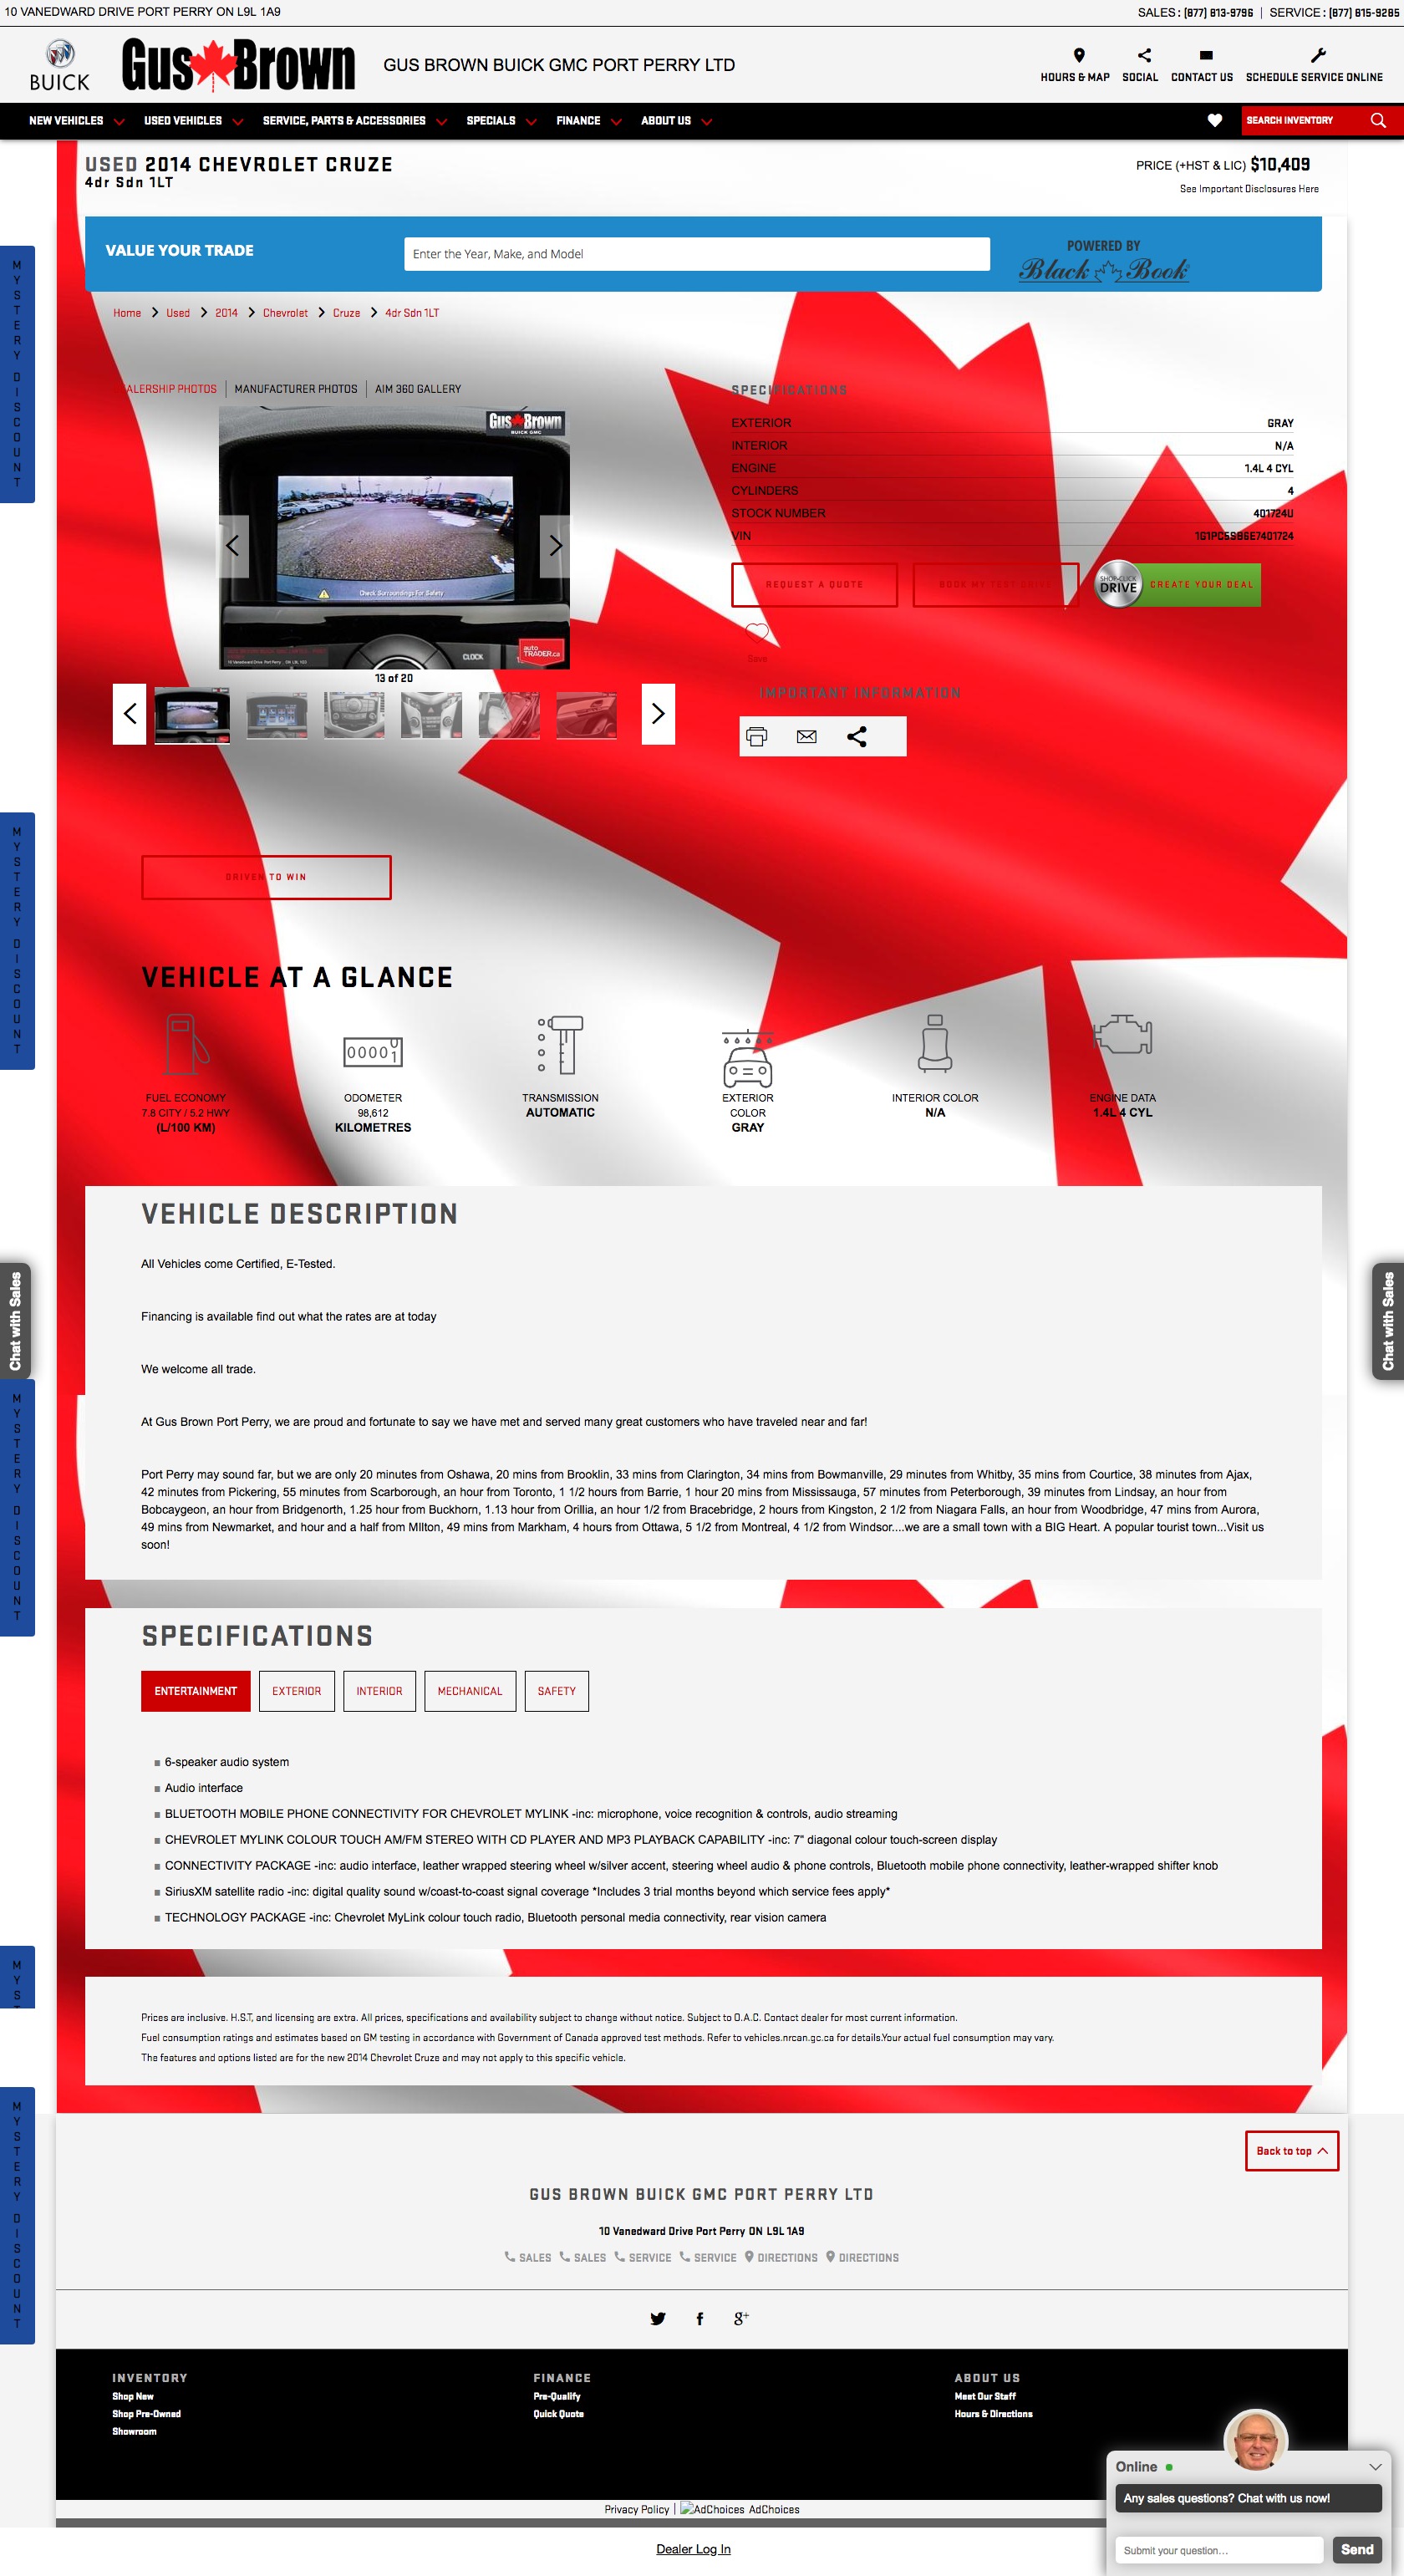 10 VANEDWARD DRIVE PORT PERRY ON L9L 1A9
SALES : (877) 813-9796 | SERVICE : (877) 815-9285
BUICK
Gus Brown
GUS BROWN BUICK GMC PORT PERRY LTD
HOURS & MAP
SOCIAL
CONTACT US
SCHEDULE SERVICE ONLINE
NEW VEHICLES
USED VEHICLES
SERVICE, PARTS & ACCESSORIES
SPECIALS
FINANCE
ABOUT US
SEARCH INVENTORY
USED 2014 CHEVROLET CRUZE
4dr Sdn 1LT
PRICE (+HST & LIC) $10,409
See Important Disclosures Here
VALUE YOUR TRADE
Enter the Year, Make, and Model
POWERED BY
Black Book
MYSTERY DISCOUNT
Home > Used > 2014 > Chevrolet > Cruze > 4dr Sdn 1LT
ALERSHIP PHOTOS | MANUFACTURER PHOTOS | AIM 360 GALLERY
Gus Brown
BUICK GMC
Check Surroundings For Safety
CLOCK
auto
TRADER.ca
13 of 20
SPECIFICATIONS
EXTERIOR GRAY
INTERIOR N/A
ENGINE 1.4L 4 CYL
CYLINDERS 4
STOCK NUMBER 401724U
VIN 1G1PC5SB6E7401724
REQUEST A QUOTE
BOOK MY TEST DRIVE
SHOP-CLICK
DRIVE
CREATE YOUR DEAL
Save
IMPORTANT INFORMATION
MYSTERY DISCOUNT
DRIVEN TO WIN
VEHICLE AT A GLANCE
00001
FUEL ECONOMY
7.8 CITY / 5.2 HWY
(L/100 KM)
ODOMETER
98,612
KILOMETRES
TRANSMISSION
AUTOMATIC
EXTERIOR
COLOR
GRAY
INTERIOR COLOR
N/A
ENGINE DATA
1.4L 4 CYL
VEHICLE DESCRIPTION
All Vehicles come Certified, E-Tested.
Financing is available find out what the rates are at today
We welcome all trade.
At Gus Brown Port Perry, we are proud and fortunate to say we have met and served many great customers who have traveled near and far!
Port Perry may sound far, but we are only 20 minutes from Oshawa, 20 mins from Brooklin, 33 mins from Clarington, 34 mins from Bowmanville, 29 minutes from Whitby, 35 mins from Courtice, 38 minutes from Ajax,
42 minutes from Pickering, 55 minutes from Scarborough, an hour from Toronto, 1 1/2 hours from Barrie, 1 hour 20 mins from Mississauga, 57 minutes from Peterborough, 39 minutes from Lindsay, an hour from
Bobcaygeon, an hour from Bridgenorth, 1.25 hour from Buckhorn, 1.13 hour from Orillia, an hour 1/2 from Bracebridge, 2 hours from Kingston, 2 1/2 from Niagara Falls, an hour from Woodbridge, 47 mins from Aurora,
49 mins from Newmarket, and hour and a half from MIlton, 49 mins from Markham, 4 hours from Ottawa, 5 1/2 from Montreal, 4 1/2 from Windsor....we are a small town with a BIG Heart. A popular tourist town...Visit us
soon!
Chat with Sales
Chat with Sales
MYSTERY DISCOUNT
SPECIFICATIONS
ENTERTAINMENT
EXTERIOR
INTERIOR
MECHANICAL
SAFETY
6-speaker audio system
Audio interface
BLUETOOTH MOBILE PHONE CONNECTIVITY FOR CHEVROLET MYLINK -inc: microphone, voice recognition & controls, audio streaming
CHEVROLET MYLINK COLOUR TOUCH AM/FM STEREO WITH CD PLAYER AND MP3 PLAYBACK CAPABILITY -inc: 7" diagonal colour touch-screen display
CONNECTIVITY PACKAGE -inc: audio interface, leather wrapped steering wheel w/silver accent, steering wheel audio & phone controls, Bluetooth mobile phone connectivity, leather-wrapped shifter knob
SiriusXM satellite radio -inc: digital quality sound w/coast-to-coast signal coverage *Includes 3 trial months beyond which service fees apply*
TECHNOLOGY PACKAGE -inc: Chevrolet MyLink colour touch radio, Bluetooth personal media connectivity, rear vision camera
MYS
Prices are inclusive. H.S.T, and licensing are extra. All prices, specifications and availability subject to change without notice. Subject to O.A.C. Contact dealer for most current information.
Fuel consumption ratings and estimates based on GM testing in accordance with Government of Canada approved test methods. Refer to vehicles.nrcan.gc.ca for details.Your actual fuel consumption may vary.
The features and options listed are for the new 2014 Chevrolet Cruze and may not apply to this specific vehicle.
MYSTERY DISCOUNT
Back to top
GUS BROWN BUICK GMC PORT PERRY LTD
10 Vanedward Drive Port Perry ON L9L 1A9
SALES SALES SERVICE SERVICE DIRECTIONS DIRECTIONS
f g+
INVENTORY
Shop New
Shop Pre-Owned
Showroom
FINANCE
Pre-Qualify
Quick Quote
ABOUT US
Meet Our Staff
Hours & Directions
Online
Any sales questions? Chat with us now!
Submit your question...
Send
Privacy Policy | AdChoices AdChoices
Dealer Log In